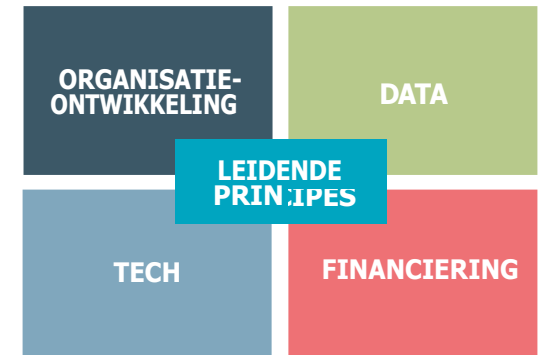 ORGANISATIE-
ONTWIKKELING
DATA
LEIDENDE
PRINCIPES
TECH
FINANCIERING